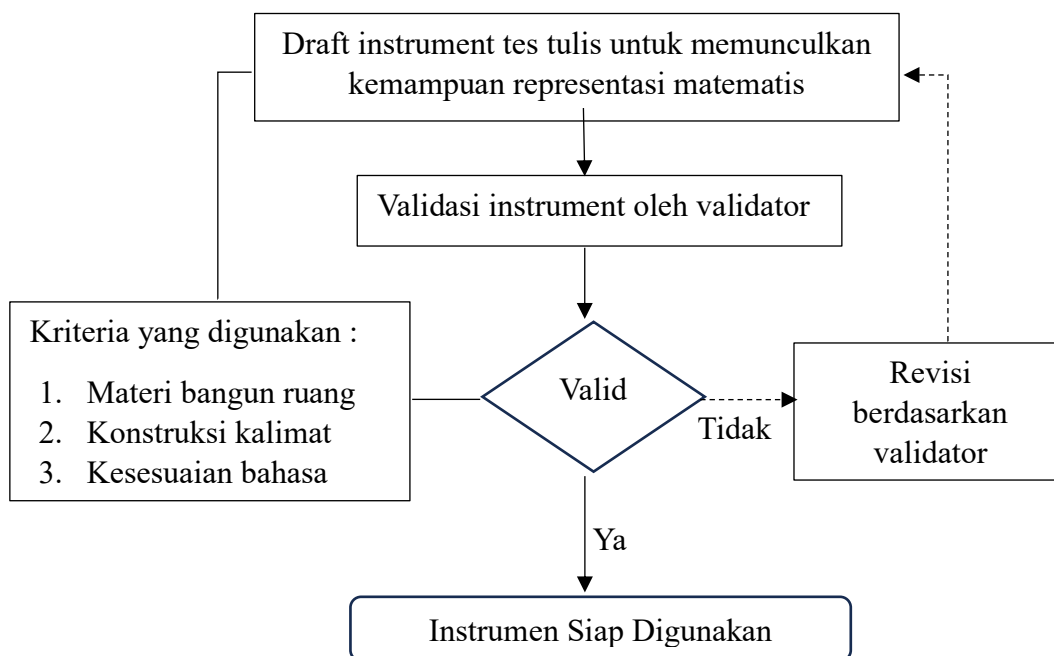 Draft instrument tes tulis untuk memunculkan
kemampuan representasi matematis
Validasi instrument oleh validator
Kriteria yang digunakan :
1. Materi bangun ruang
2. Konstruksi kalimat
3. Kesesuaian bahasa
Valid
Tidak
Revisi
berdasarkan
validator
Ya
Instrumen Siap Digunakan